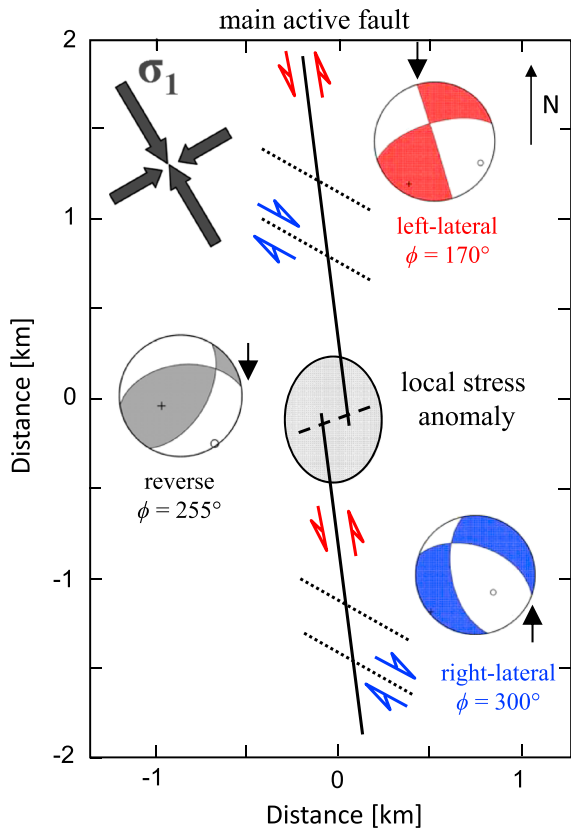 main active fault
2
1
0
-1
-2
Distance [km]
σ1
N
left-lateral
ϕ = 170°
local stress
anomaly
reverse
ϕ = 255°
right-lateral
ϕ = 300°
-1
0
1
Distance [km]